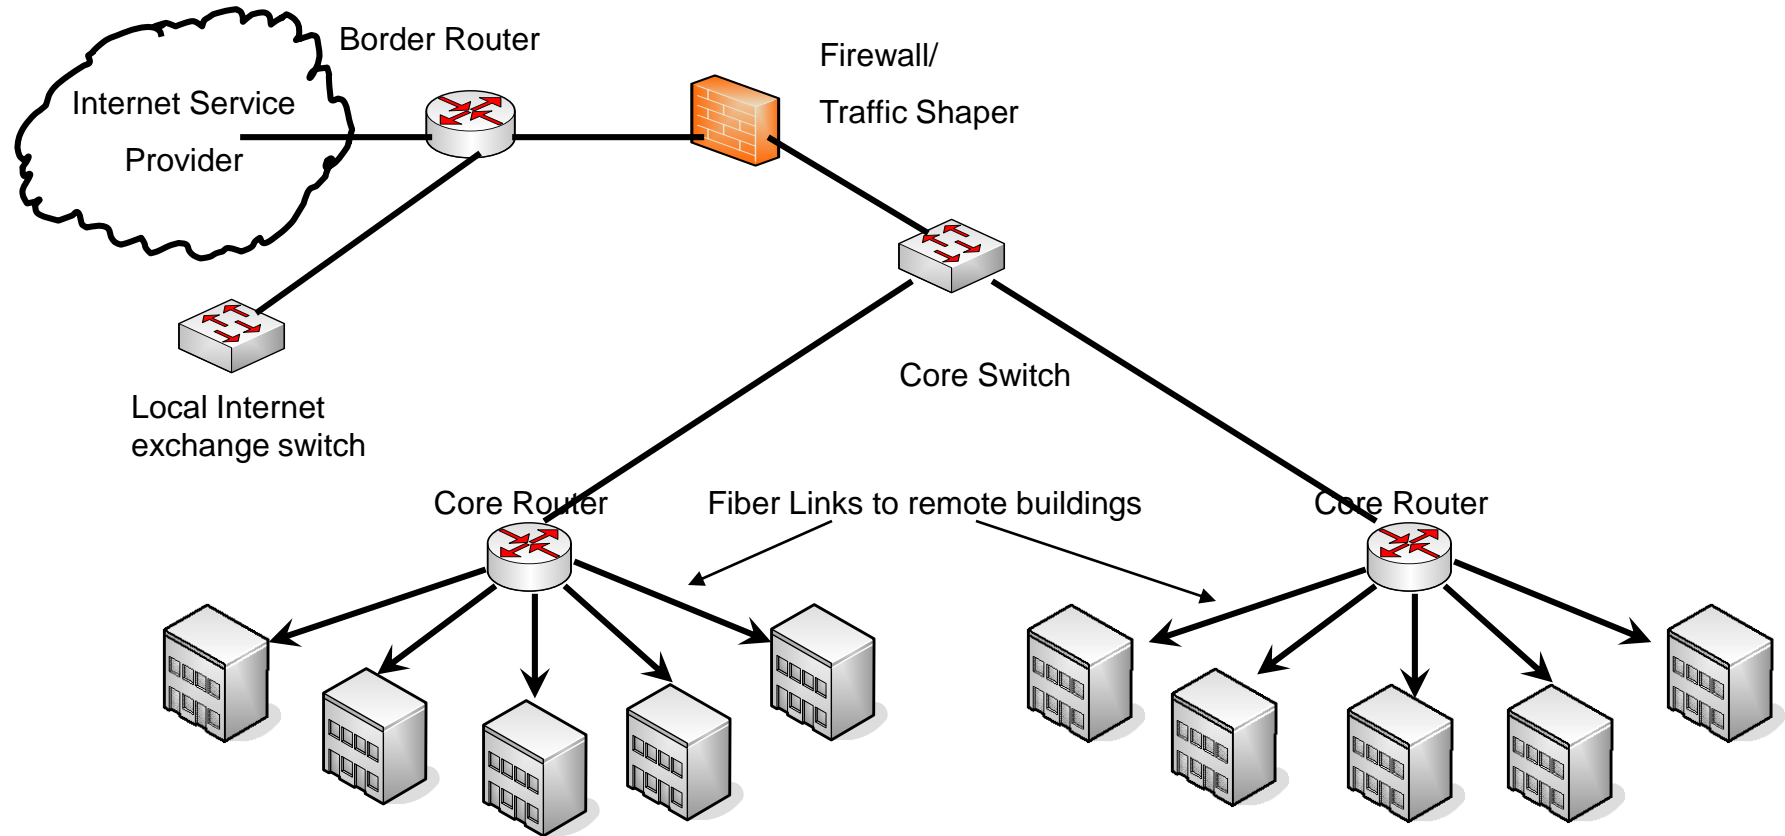 Border Router
Firewall/
Traffic Shaper
Internet Service
Provider
Core Switch
Local Internet
exchange switch
Core Router
Fiber Links to remote buildings
Core Router